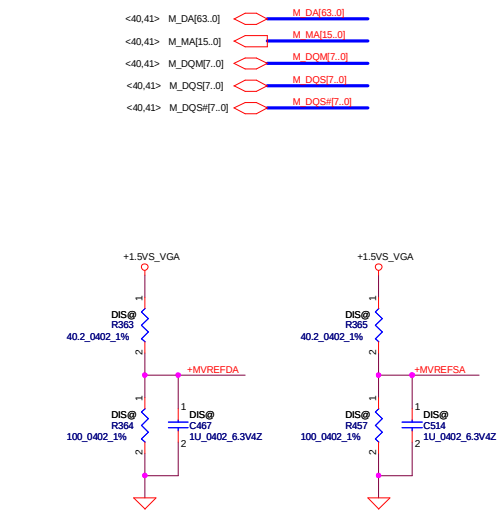 <40,41> M_DA[63..0] M_DA[63..0]
<40,41> M_MA[15..0] M_MA[15..0]
<40,41> M_DQM[7..0] M_DQM[7..0]
<40,41> M_DQS[7..0] M_DQS[7..0]
<40,41> M_DQS#[7..0] M_DQS#[7..0]
+1.5VS_VGA +1.5VS_VGA
1 1
DIS@ DIS@
R363 R365
40.2_0402_1% 40.2_0402_1%
2 2
+MVREFDA +MVREFSA
1 1
1 1
DIS@ DIS@ DIS@ DIS@
R364 C467 R457 C514
100_0402_1% 1U_0402_6.3V4Z 100_0402_1% 1U_0402_6.3V4Z
2 2 2 2